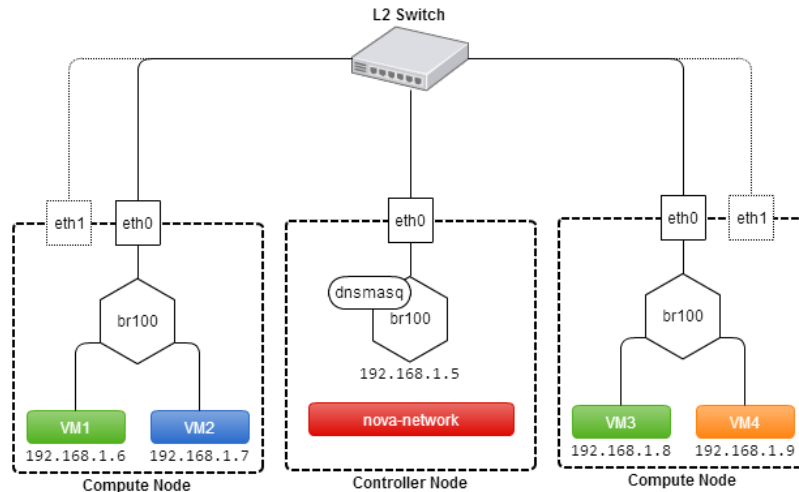 L2 Switch
eth1
eth0
eth0
eth0
eth1
br100
dnsmasq
br100
br100
192.168.1.5
VM1
VM2
nova-network
VM3
VM4
192.168.1.6
192.168.1.7
192.168.1.8
192.168.1.9
Compute Node
Controller Node
Compute Node